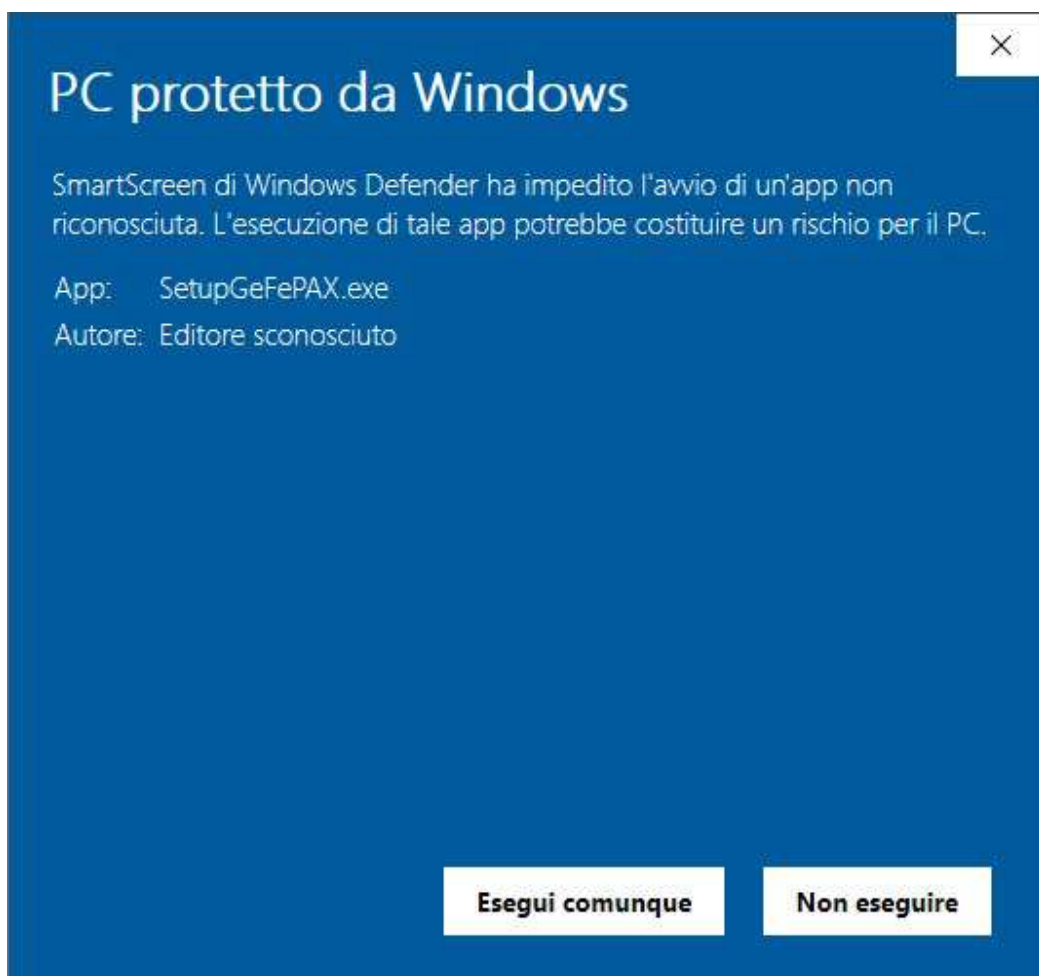 PC protetto da Windows
SmartScreen di Windows Defender ha impedito l'avvio di un'app non
riconosciuta. L'esecuzione di tale app potrebbe costituire un rischio per il PC.
App: SetupGeFePAX.exe
Autore: Editore sconosciuto
Esegui comunque Non eseguire